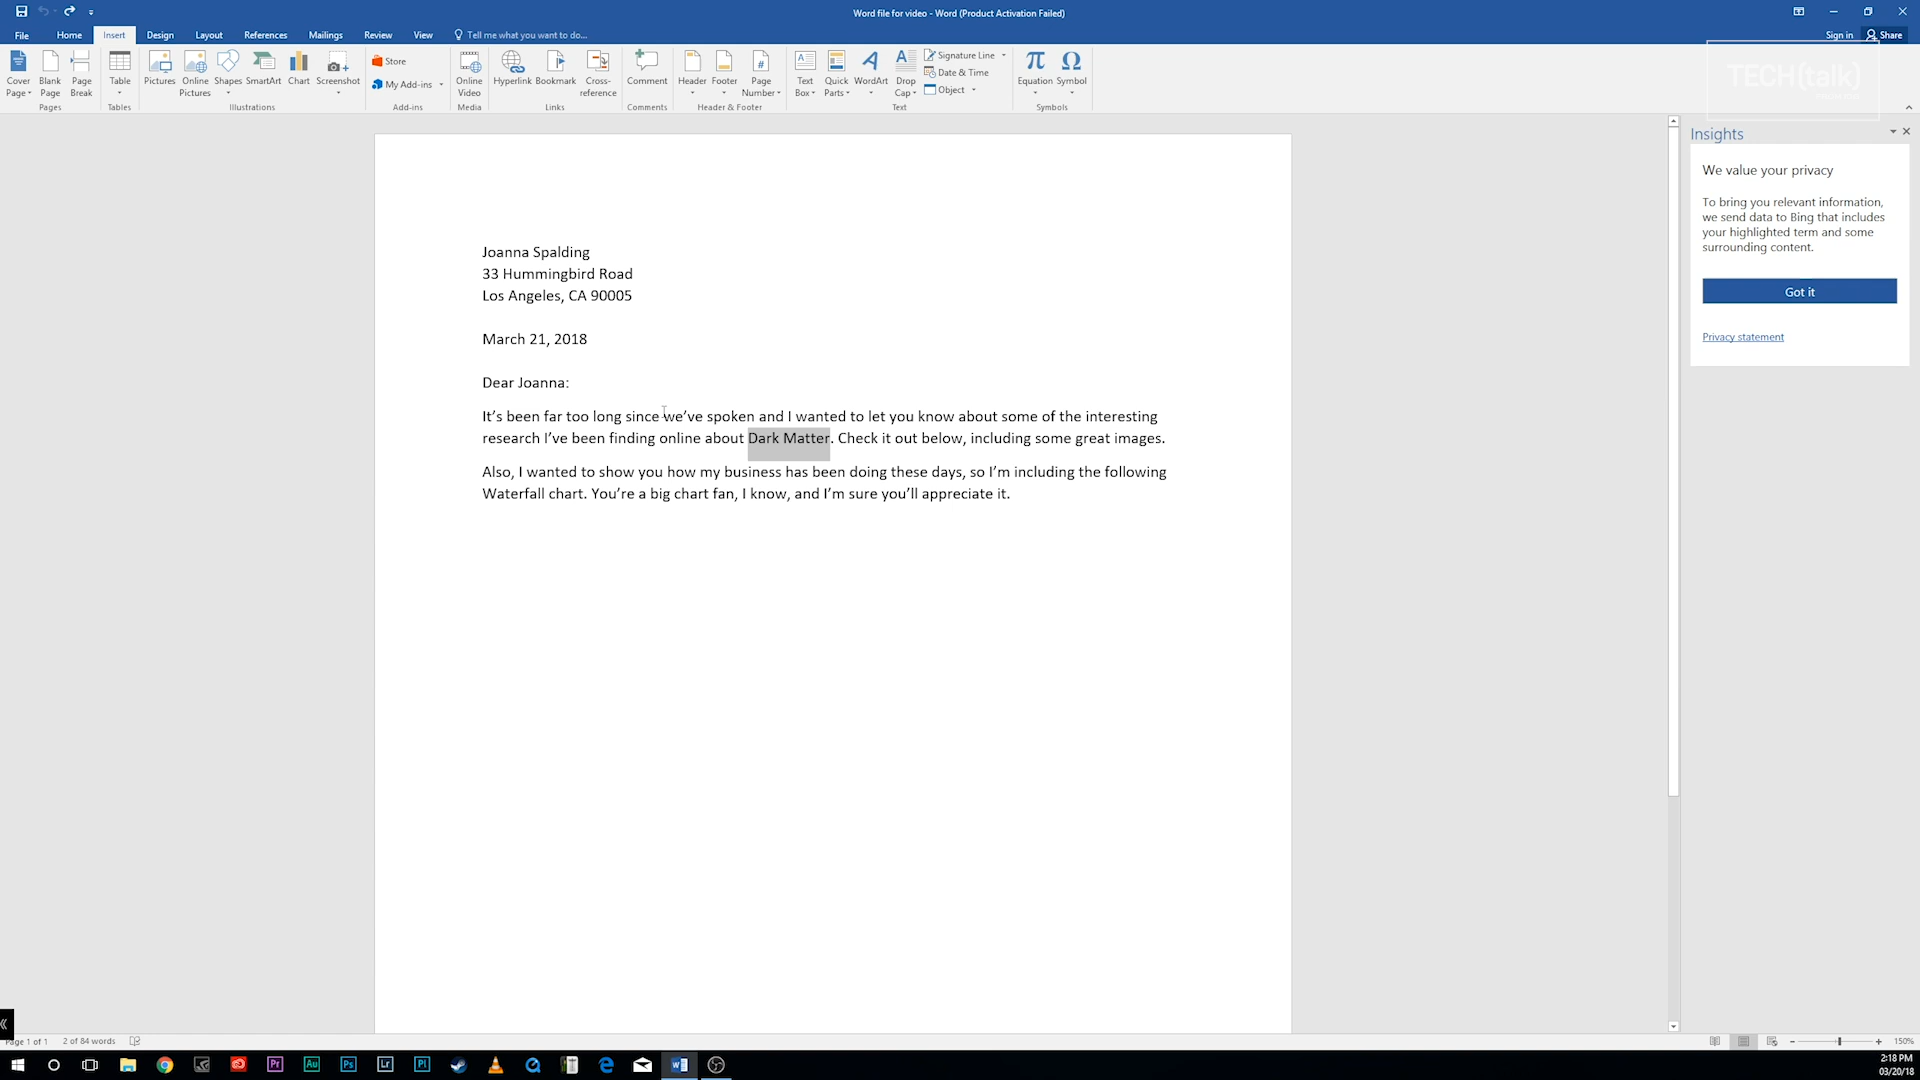 Word file for video - Word (Product Activation Failed)
File Home Insert Design Layout References Mailings Review View Tell me what you want to do... Sign in Share
Cover Page
Blank Page
Page Break
Pages
Table
Tables
Pictures
Online Pictures
Shapes
SmartArt
Chart
Screenshot
Illustrations
Store
My Add-ins
Add-ins
Online Video
Media
Hyperlink
Bookmark
Cross-reference
Links
Comment
Comments
Header
Footer
Page Number
Header & Footer
Text Box
Quick Parts
WordArt
Drop Cap
Signature Line
Date & Time
Object
Text
Equation
Symbol
Symbols
TECH(talk)
Joanna Spalding
33 Hummingbird Road
Los Angeles, CA 90005
March 21, 2018
Dear Joanna:
It’s been far too long since we’ve spoken and I wanted to let you know about some of the interesting
research I’ve been finding online about Dark Matter. Check it out below, including some great images.
Also, I wanted to show you how my business has been doing these days, so I’m including the following
Waterfall chart. You’re a big chart fan, I know, and I’m sure you’ll appreciate it.
Insights
We value your privacy
To bring you relevant information,
we send data to Bing that includes
your highlighted term and some
surrounding content.
Got it
Privacy statement
Page 1 of 1 2 of 84 words 150%
Pr Au Ps Lr Pl
2:18 PM
03/20/18